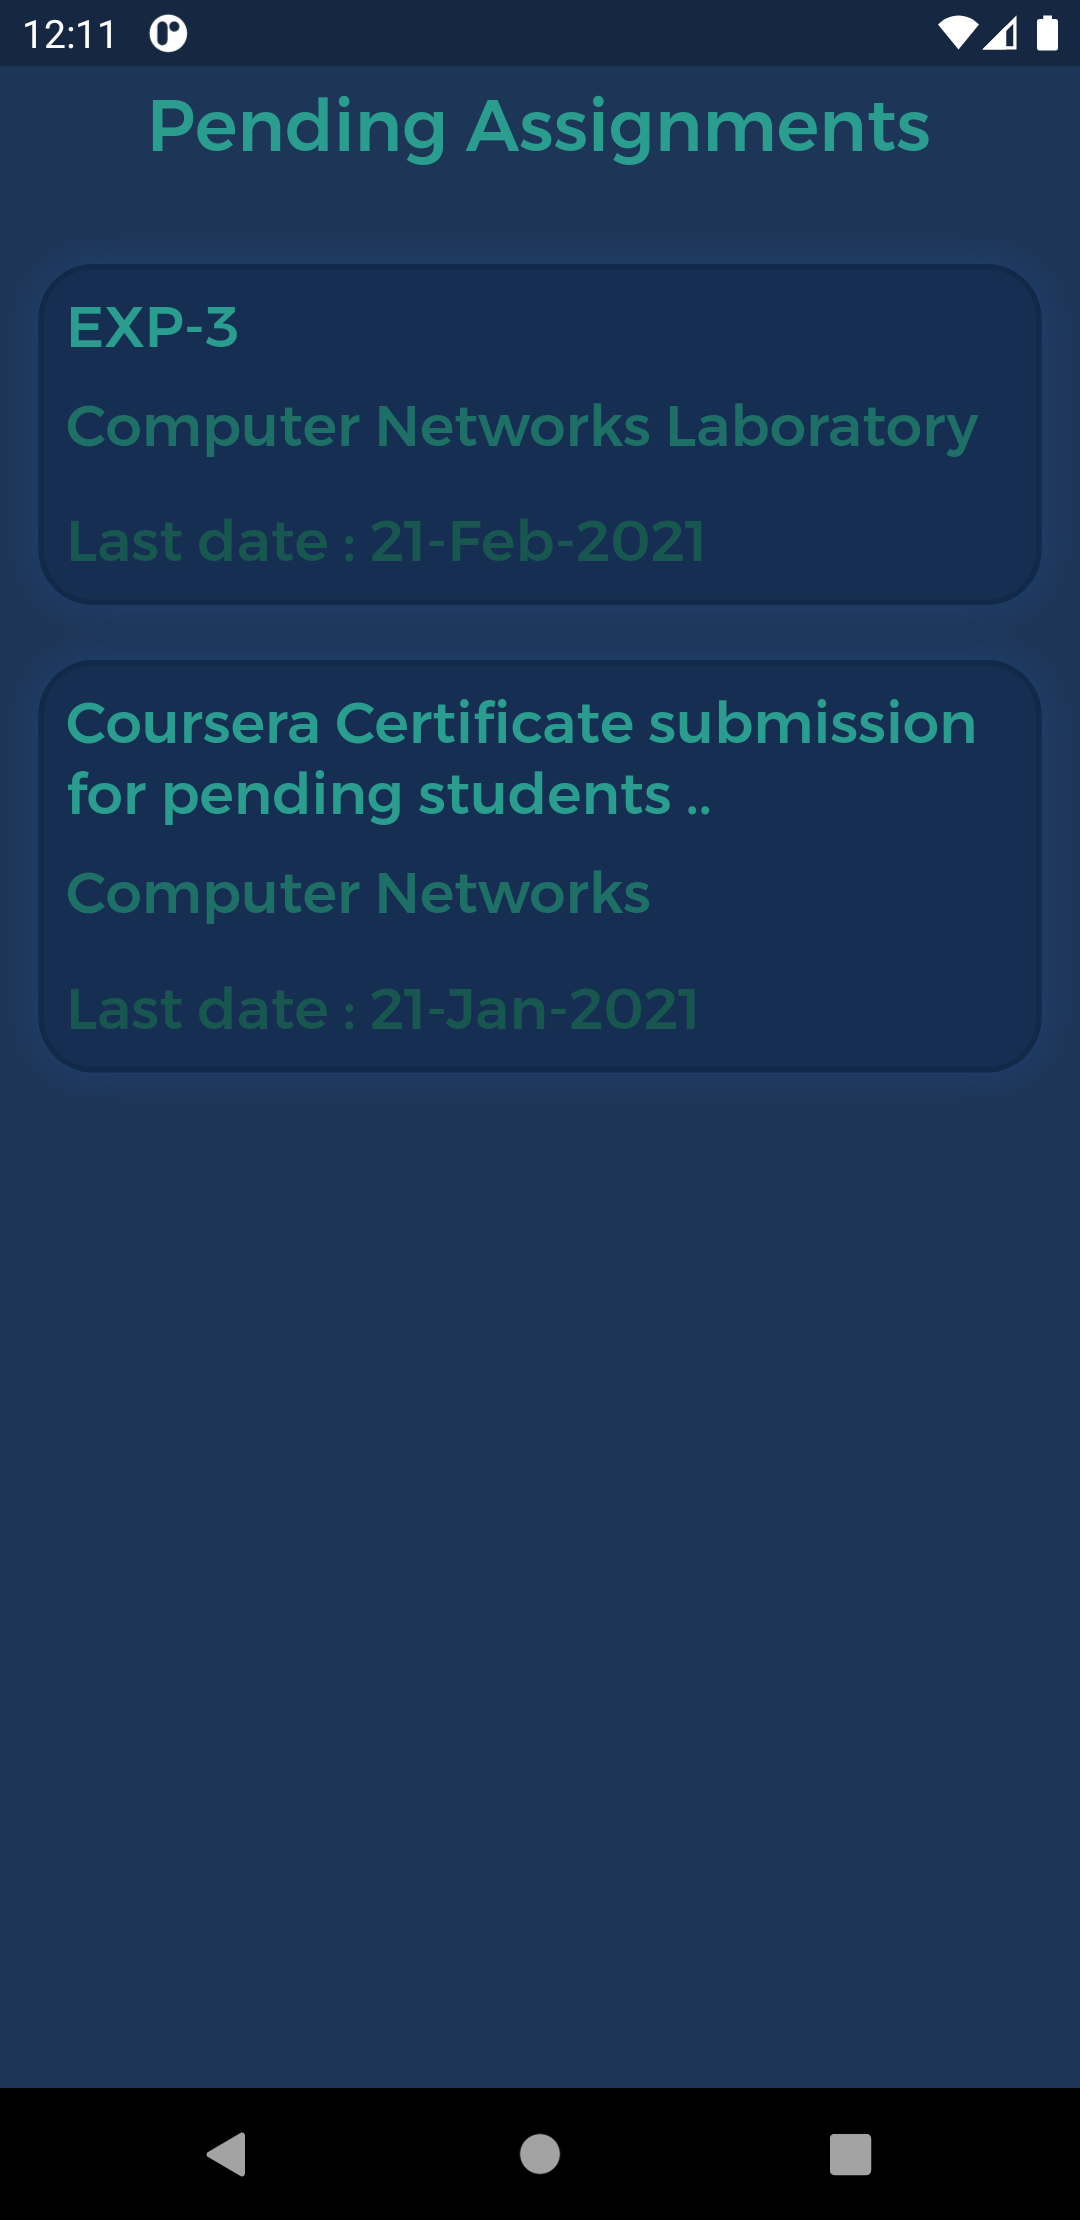 12:11
Pending Assignments
EXP-3
Computer Networks Laboratory
Last date : 21-Feb-2021
Coursera Certificate submission
for pending students ..
Computer Networks
Last date : 21-Jan-2021